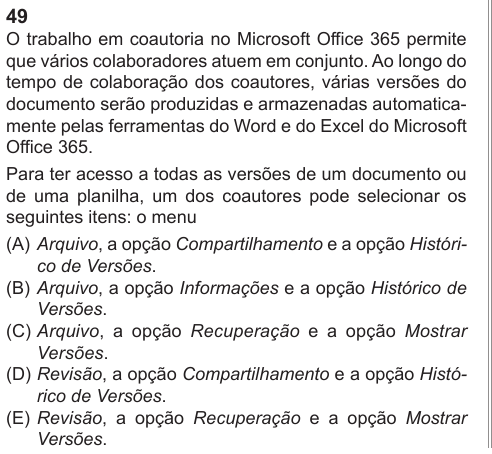 49
O trabalho em coautoria no Microsoft Office 365 permite
que vários colaboradores atuem em conjunto. Ao longo do
tempo de colaboração dos coautores, várias versões do
documento serão produzidas e armazenadas automatica-
mente pelas ferramentas do Word e do Excel do Microsoft
Office 365.
Para ter acesso a todas as versões de um documento ou
de uma planilha, um dos coautores pode selecionar os
seguintes itens: o menu
(A) Arquivo, a opção Compartilhamento e a opção Históri-
co de Versões.
(B) Arquivo, a opção Informações e a opção Histórico de
Versões.
(C) Arquivo, a opção Recuperação e a opção Mostrar
Versões.
(D) Revisão, a opção Compartilhamento e a opção Histó-
rico de Versões.
(E) Revisão, a opção Recuperação e a opção Mostrar
Versões.